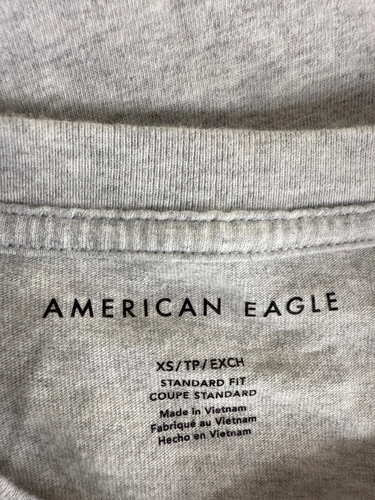 AMERICAN EAGLE
XS/TP/EXCH
STANDARD FIT
COUPE STANDARD
Made in Vietnam
Fabriqué au Vietnam
Hecho en Vietnam